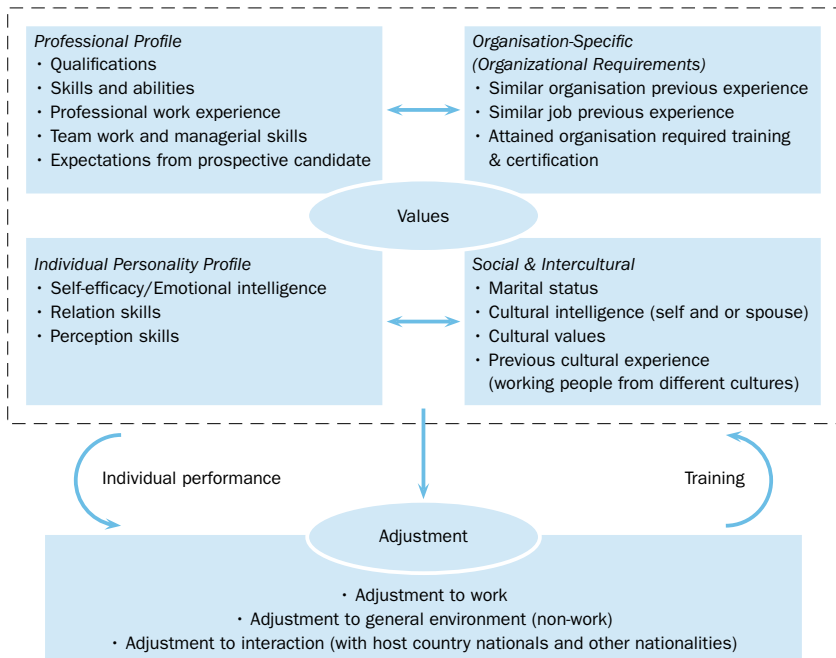 Professional Profile
· Qualifications
· Skills and abilities
· Professional work experience
· Team work and managerial skills
· Expectations from prospective candidate
Organisation-Specific
(Organizational Requirements)
· Similar organisation previous experience
· Similar job previous experience
· Attained organisation required training
& certification
Values
Individual Personality Profile
· Self-efficacy/Emotional intelligence
· Relation skills
· Perception skills
Social & Intercultural
· Marital status
· Cultural intelligence (self and or spouse)
· Cultural values
· Previous cultural experience
(working people from different cultures)
Individual performance
Training
Adjustment
· Adjustment to work
· Adjustment to general environment (non-work)
· Adjustment to interaction (with host country nationals and other nationalities)